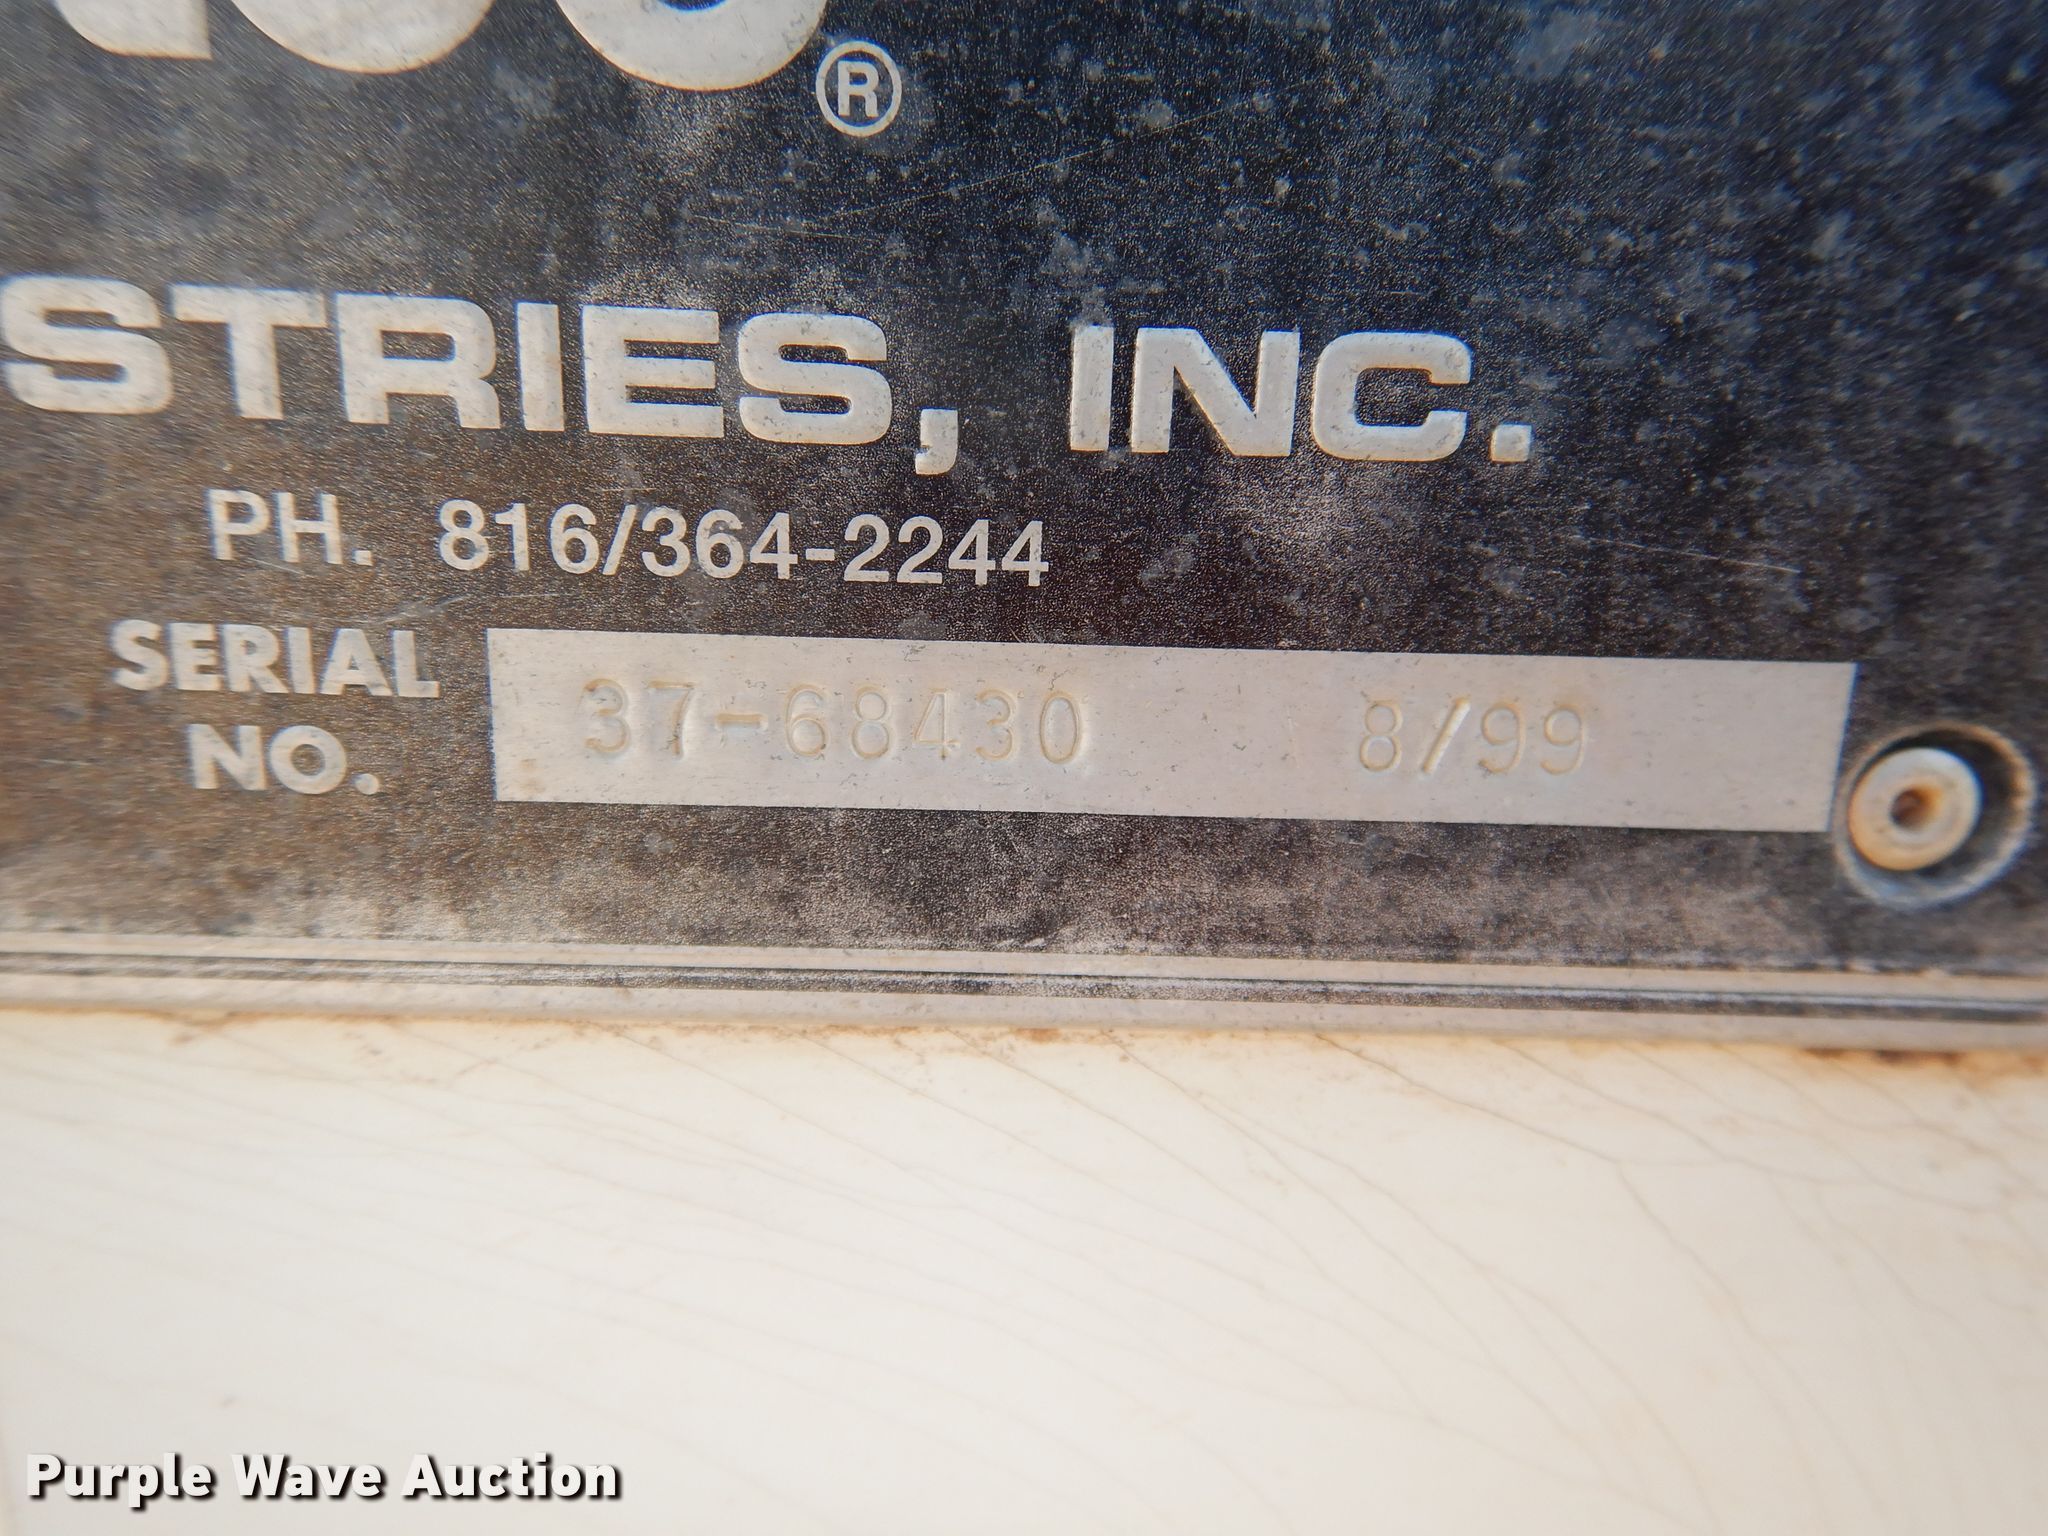 ®
STRIES, INC.
PH. 816/364-2244
SERIAL NO. 37-68430 8/99
Purple Wave Auction